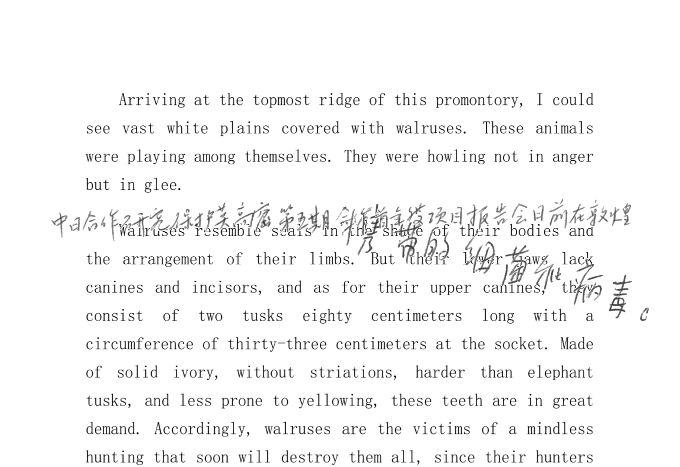 Arriving at the topmost ridge of this promontory, I could
see vast white plains covered with walruses. These animals
were playing among themselves. They were howling not in anger
but in glee.
中日合作研究保护莫高窟第五期 项目报告会日前在敦煌
Walruses resemble seals in the shape of their bodies and
the arrangement of their limbs. But their lower jaws lack
的细菌 病毒
canines and incisors, and as for their upper canines, they
consist of two tusks eighty centimeters long with a
circumference of thirty-three centimeters at the socket. Made
of solid ivory, without striations, harder than elephant
tusks, and less prone to yellowing, these teeth are in great
demand. Accordingly, walruses are the victims of a mindless
hunting that soon will destroy them all, since their hunters